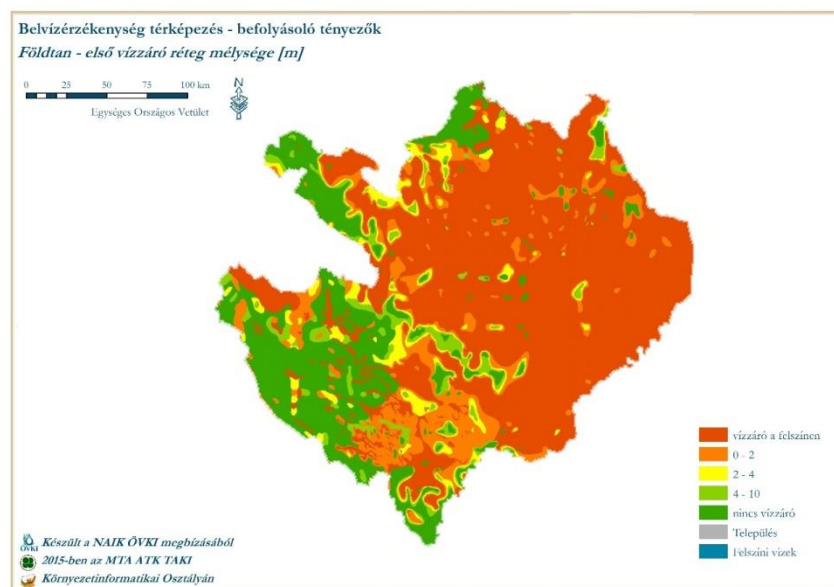 Belvízérzékenység térképezés - befolyásoló tényezők
Földtan - első vízzáró réteg mélysége [m]
0 25 50 75 100 km
N
Egységes Országos Vetület
vízzáró a felszínen
0 - 2
2 - 4
4 - 10
nincs vízzáró
Település
Felszíni vizek
ÖVKI
Készült a NAIK ÖVKI megbízásából
2015-ben az MTA ATK TAKI
Környezetinformatikai Osztályán